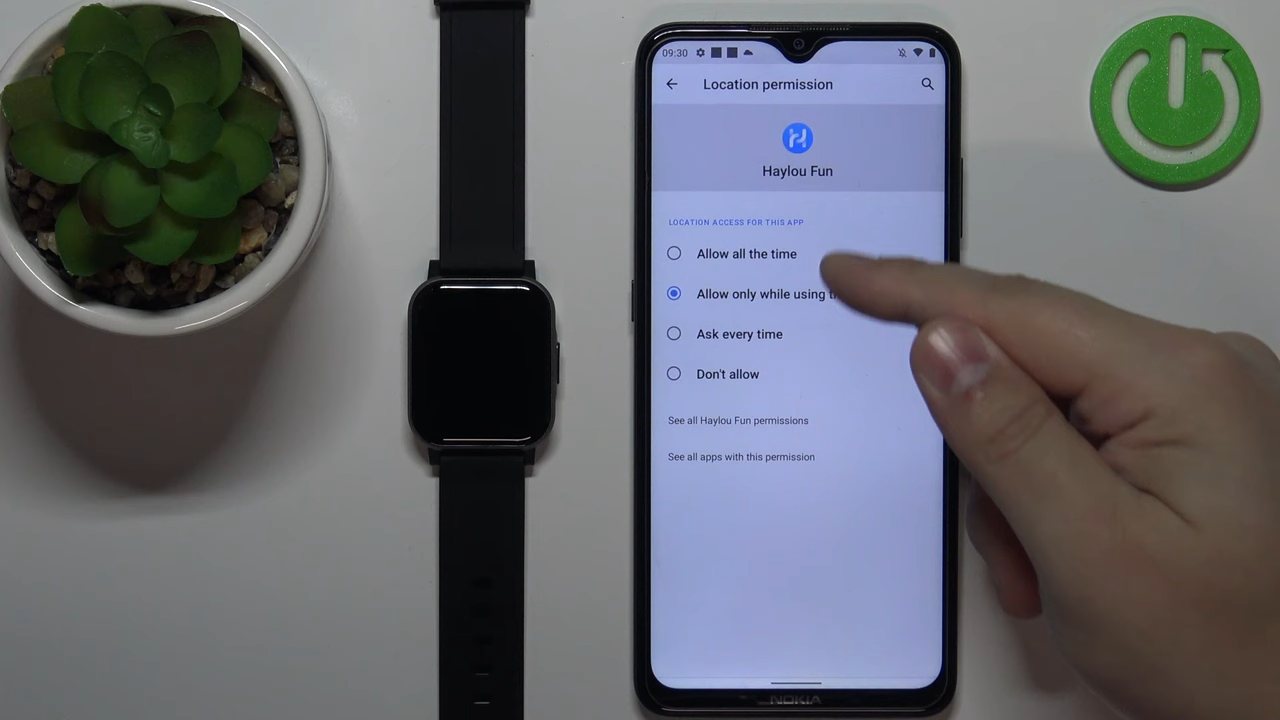 09:30
Location permission
Haylou Fun
LOCATION ACCESS FOR THIS APP
Allow all the time
Allow only while using
Ask every time
Don't allow
See all Haylou Fun permissions
See all apps with this permission
NOKIA